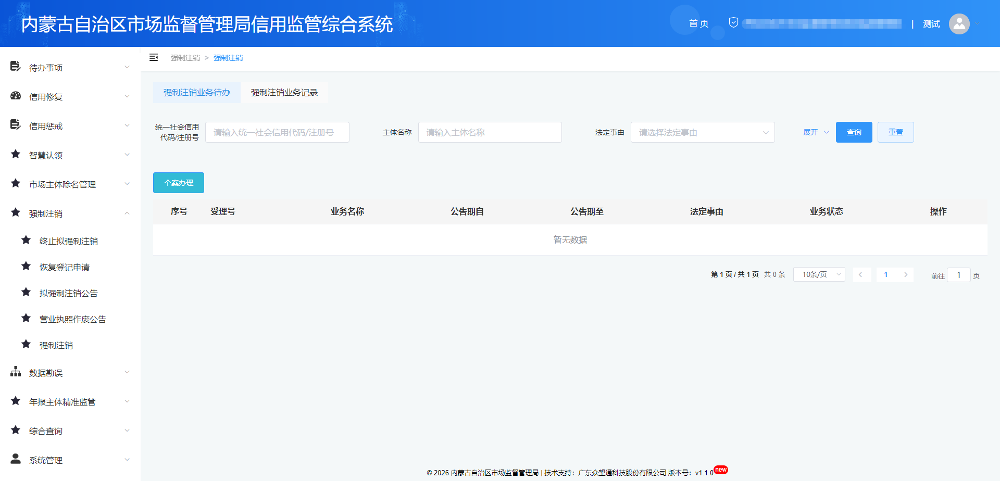 内蒙古自治区市场监督管理局信用监管综合系统
首页
| 测试
待办事项
信用修复
信用惩戒
智慧认领
市场主体除名管理
强制注销
终止拟强制注销
恢复登记申请
拟强制注销公告
营业执照作废公告
强制注销
数据勘误
年报主体精准监管
综合查询
系统管理
强制注销 > 强制注销
强制注销业务待办 强制注销业务记录
统一社会信用
代码/注册号
请输入统一社会信用代码/注册号
主体名称 请输入主体名称
法定事由 请选择法定事由
展开 查询 重置
个案办理
序号 受理号 业务名称 公告期自 公告期至 法定事由 业务状态 操作
暂无数据
第 1 页 / 共 1 页 共 0 条 10条/页 < 1 > 前往 1 页
© 2026 内蒙古自治区市场监督管理局 | 技术支持：广东众望通科技股份有限公司 版本号：v1.1.0 new